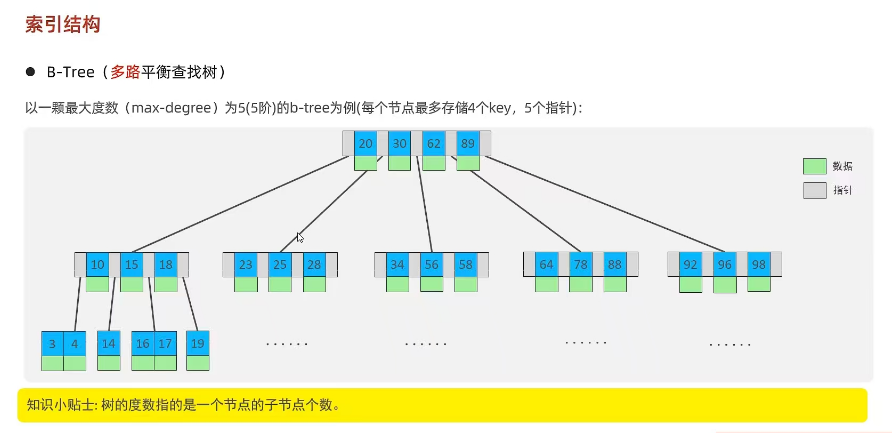 索引结构
B-Tree（多路平衡查找树）
以一颗最大度数（max-degree）为5(5阶)的b-tree为例(每个节点最多存储4个key，5个指针)：
20 30 62 89
数据
指针
10 15 18 23 25 28 34 56 58 64 78 88 92 96 98
3 4 14 16 17 19 ······ ······ ······ ······
知识小贴士: 树的度数指的是一个节点的子节点个数。